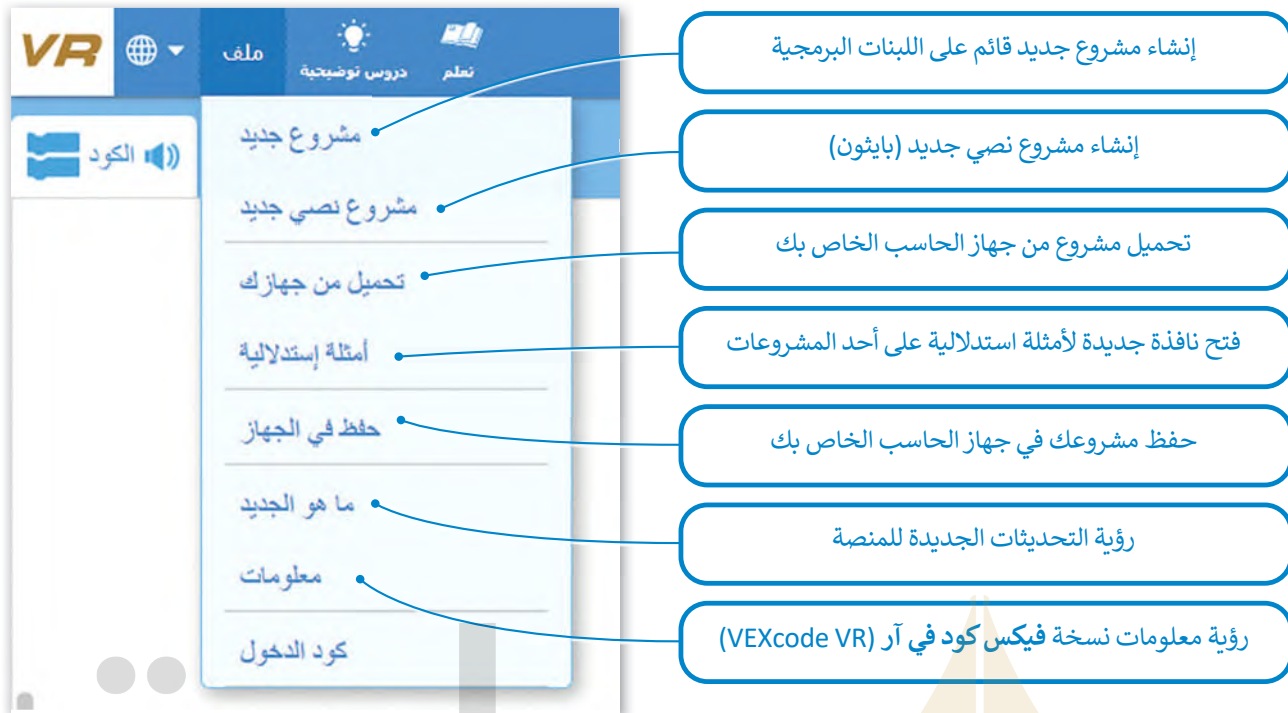 VR
ملف
دروس توضيحية
تعلم
الكود
مشروع جديد
مشروع نصي جديد
تحميل من جهازك
أمثلة إستدلالية
حفظ في الجهاز
ما هو الجديد
معلومات
كود الدخول
إنشاء مشروع جديد قائم على اللبنات البرمجية
إنشاء مشروع نصي جديد (بايثون)
تحميل مشروع من جهاز الحاسب الخاص بك
فتح نافذة جديدة لأمثلة استدلالية على أحد المشروعات
حفظ مشروعك في جهاز الحاسب الخاص بك
رؤية التحديثات الجديدة للمنصة
رؤية معلومات نسخة فيكس كود في آر (VEXcode VR)